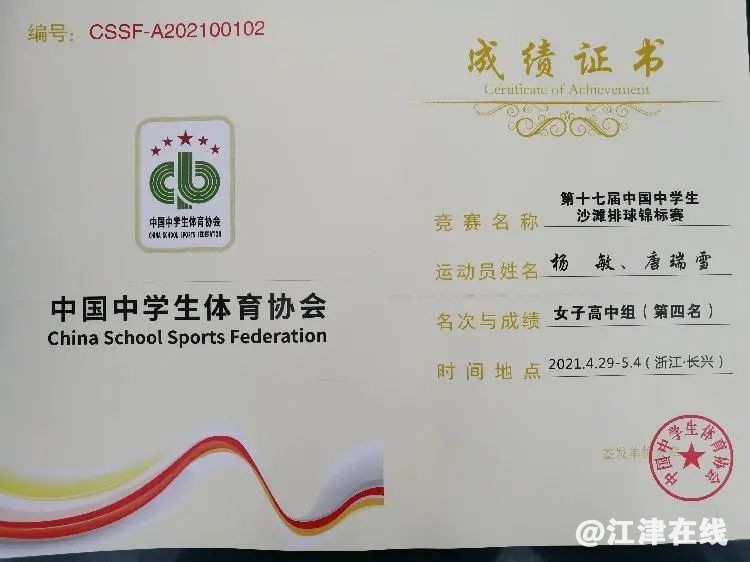 编号：CSSF-A202100102
中国中学生体育协会
CHINA SCHOOL SPORTS FEDERATION
中国中学生体育协会
China School Sports Federation
成绩证书
Certificate of Achievement
竞赛名称 第十七届中国中学生
沙滩排球锦标赛
运动员姓名 杨 敏、唐瑞雪
名次与成绩 女子高中组（第四名）
时间地点 2021.4.29-5.4（浙江·长兴）
签发单
中国中学生体育协会
@江津在线